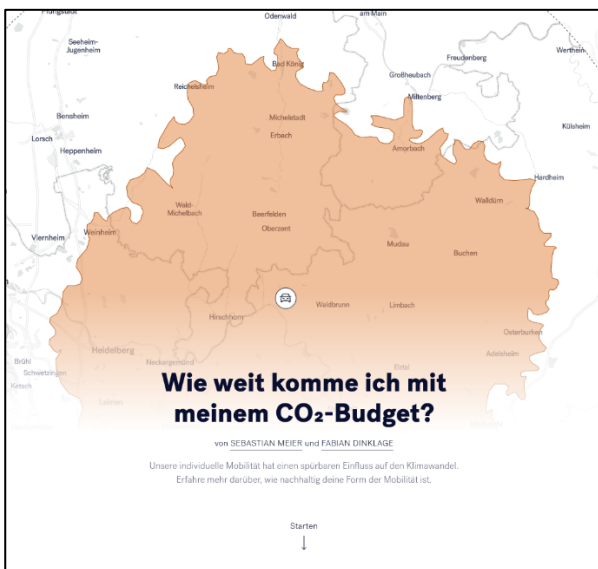 Pfungstadt
Odenwald
am Main
Seeheim-
Jugenheim
Wertheim
Bad König
Freudenberg
Großheubach
Reichelsheim
Miltenberg
Bensheim
Michelstadt
Külsheim
Lorsch
Erbach
Heppenheim
Amorbach
Hardheim
Wald-
Michelbach
Walldürn
Beerfelden
Oberzent
Viernheim
Weinheim
Mudau
Buchen
Waldbrunn
Limbach
Hirschhorn
Osterburken
Heidelberg
Adelsheim
Brühl
Neckargemünd
Schwetzingen
Ketsch
Leimen
Wie weit komme ich mit
meinem CO₂-Budget?
von SEBASTIAN MEIER und FABIAN DINKLAGE
Unsere individuelle Mobilität hat einen spürbaren Einfluss auf den Klimawandel.
Erfahre mehr darüber, wie nachhaltig deine Form der Mobilität ist.
Starten